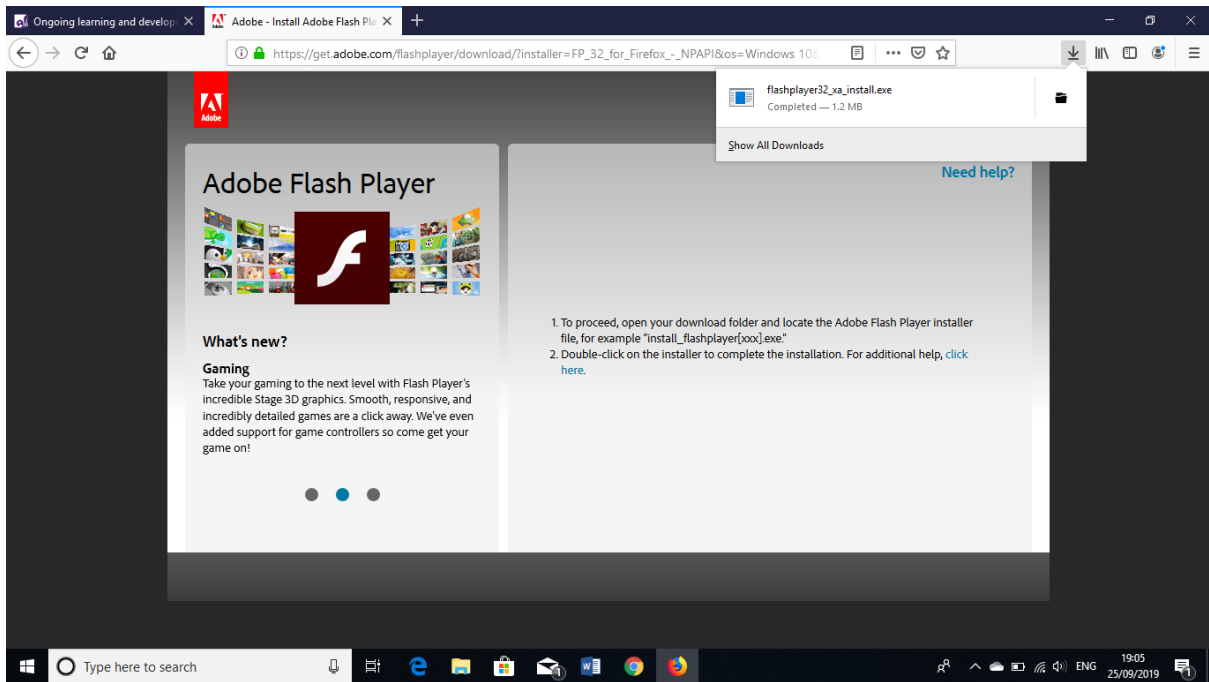 Ongoing learning and develop
Adobe - Install Adobe Flash Pla
https://get.adobe.com/flashplayer/download/?installer=FP_32_for_Firefox_-_NPAPI&os=Windows 10&
flashplayer32_xa_install.exe
Completed — 1.2 MB
Show All Downloads
Adobe
Need help?
Adobe Flash Player
What's new?
Gaming
Take your gaming to the next level with Flash Player's
incredible Stage 3D graphics. Smooth, responsive, and
incredibly detailed games are a click away. We've even
added support for game controllers so come get your
game on!
1. To proceed, open your download folder and locate the Adobe Flash Player installer
file, for example "install_flashplayer[xxx].exe."
2. Double-click on the installer to complete the installation. For additional help, click
here.
Type here to search
ENG
19:05
25/09/2019